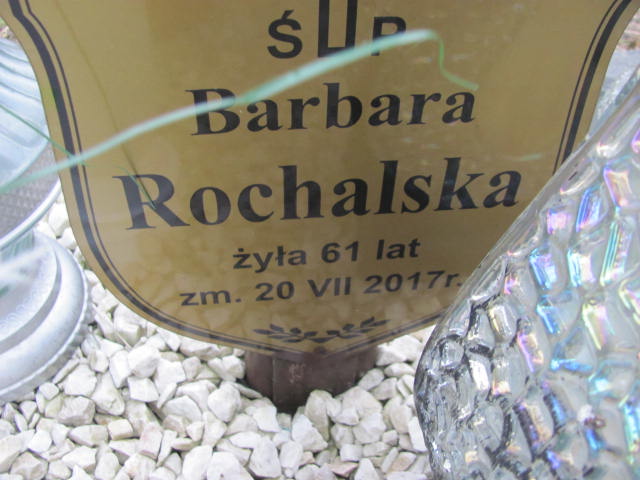 Ś P
Barbara
Rochalska
żyła 61 lat
zm. 20 VII 2017r.